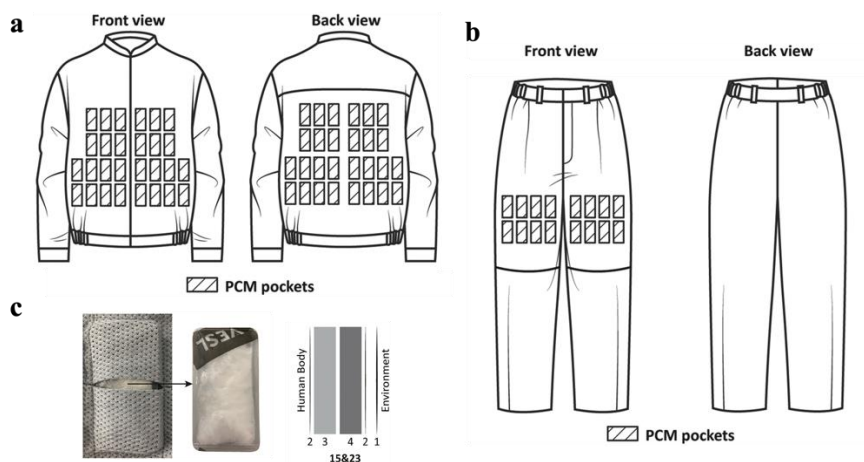 a
Front view
Back view
PCM pockets
b
Front view
Back view
PCM pockets
c
VESL
Human Body
Environment
2 3 4 2 1
15&23